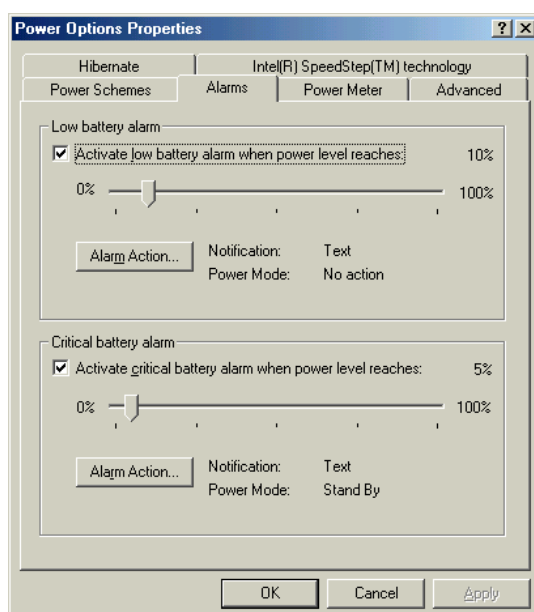 Power Options Properties
Hibernate
Intel(R) SpeedStep(TM) technology
Power Schemes
Alarms
Power Meter
Advanced
Low battery alarm
Activate low battery alarm when power level reaches: 10%
0% 100%
Alarm Action... Notification: Text
Power Mode: No action
Critical battery alarm
Activate critical battery alarm when power level reaches: 5%
0% 100%
Alarm Action... Notification: Text
Power Mode: Stand By
OK
Cancel
Apply